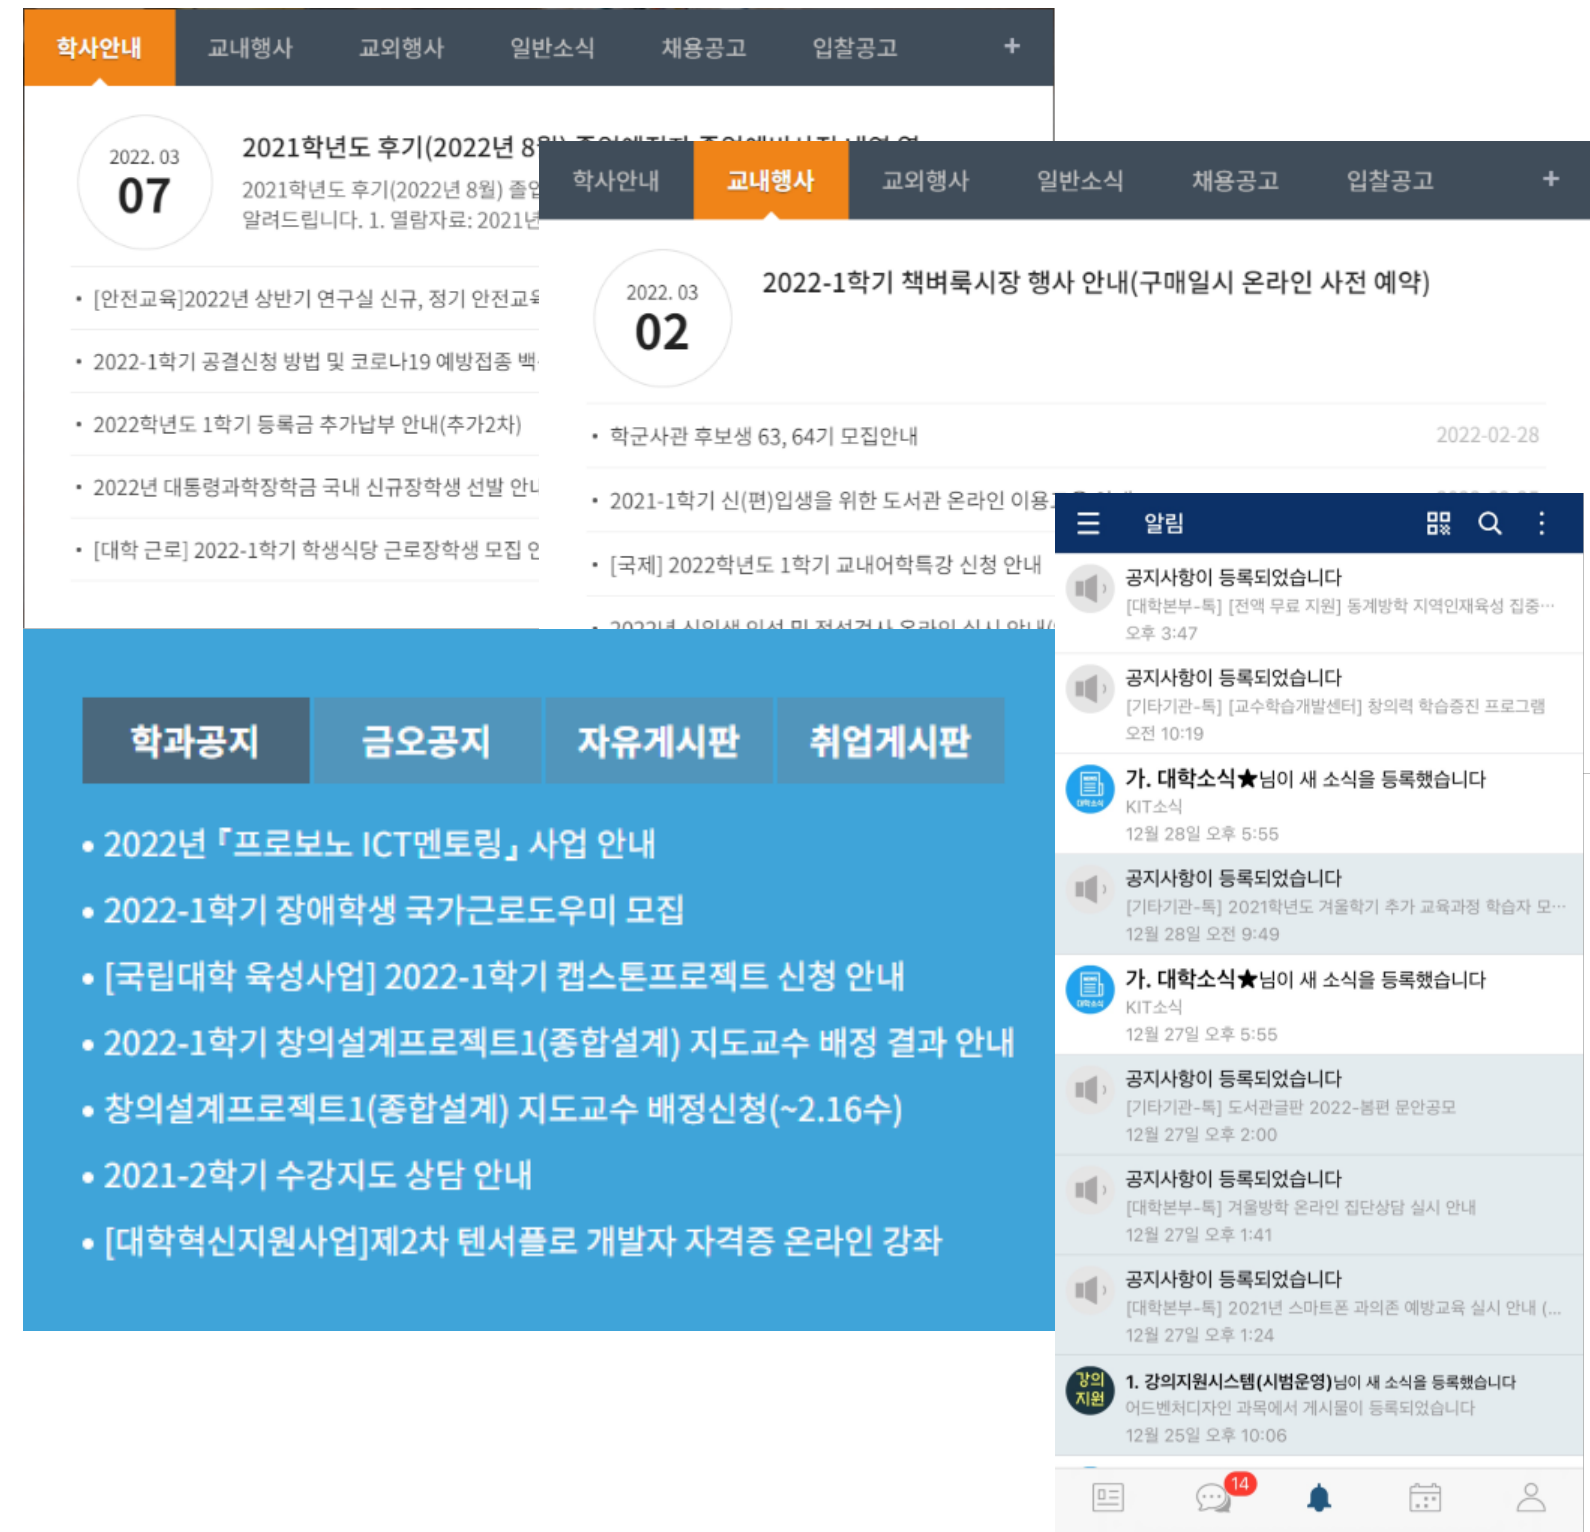 학사안내 교내행사 교외행사 일반소식 채용공고 입찰공고 +
2022. 03
07
2021학년도 후기(2022년 8
2021학년도 후기(2022년 8월) 졸업
알려드립니다. 1. 열람자료: 2021년
• [안전교육]2022년 상반기 연구실 신규, 정기 안전교육
• 2022-1학기 공결신청 방법 및 코로나19 예방접종 백
• 2022학년도 1학기 등록금 추가납부 안내(추가2차)
• 2022년 대통령과학장학금 국내 신규장학생 선발 안내
• [대학 근로] 2022-1학기 학생식당 근로장학생 모집 안
학사안내 교내행사 교외행사 일반소식 채용공고 입찰공고 +
2022. 03
02
2022-1학기 책벼룩시장 행사 안내(구매일시 온라인 사전 예약)
• 학군사관 후보생 63, 64기 모집안내 2022-02-28
• 2021-1학기 신(편)입생을 위한 도서관 온라인 이용
• [국제] 2022학년도 1학기 교내어학특강 신청 안내
• 2022년 신입생 인성 및 적성검사 온라인 실시 안내(
학과공지 금오공지 자유게시판 취업게시판
• 2022년 『프로보노 ICT멘토링』 사업 안내
• 2022-1학기 장애학생 국가근로도우미 모집
• [국립대학 육성사업] 2022-1학기 캡스톤프로젝트 신청 안내
• 2022-1학기 창의설계프로젝트1(종합설계) 지도교수 배정 결과 안내
• 창의설계프로젝트1(종합설계) 지도교수 배정신청(~2.16수)
• 2021-2학기 수강지도 상담 안내
• [대학혁신지원사업]제2차 텐서플로 개발자 자격증 온라인 강좌
알림
공지사항이 등록되었습니다
[대학본부-톡] [전액 무료 지원] 동계방학 지역인재육성 집중…
오후 3:47
공지사항이 등록되었습니다
[기타기관-톡] [교수학습개발센터] 창의력 학습증진 프로그램
오전 10:19
가. 대학소식★님이 새 소식을 등록했습니다
KIT소식
12월 28일 오후 5:55
공지사항이 등록되었습니다
[기타기관-톡] 2021학년도 겨울학기 추가 교육과정 학습자 모…
12월 28일 오전 9:49
가. 대학소식★님이 새 소식을 등록했습니다
KIT소식
12월 27일 오후 5:55
공지사항이 등록되었습니다
[기타기관-톡] 도서관글판 2022-봄편 문안공모
12월 27일 오후 2:00
공지사항이 등록되었습니다
[대학본부-톡] 겨울방학 온라인 집단상담 실시 안내
12월 27일 오후 1:41
공지사항이 등록되었습니다
[대학본부-톡] 2021년 스마트폰 과의존 예방교육 실시 안내 (...
12월 27일 오후 1:24
강의
지원
1. 강의지원시스템(시범운영)님이 새 소식을 등록했습니다
어드벤처디자인 과목에서 게시물이 등록되었습니다
12월 25일 오후 10:06
14